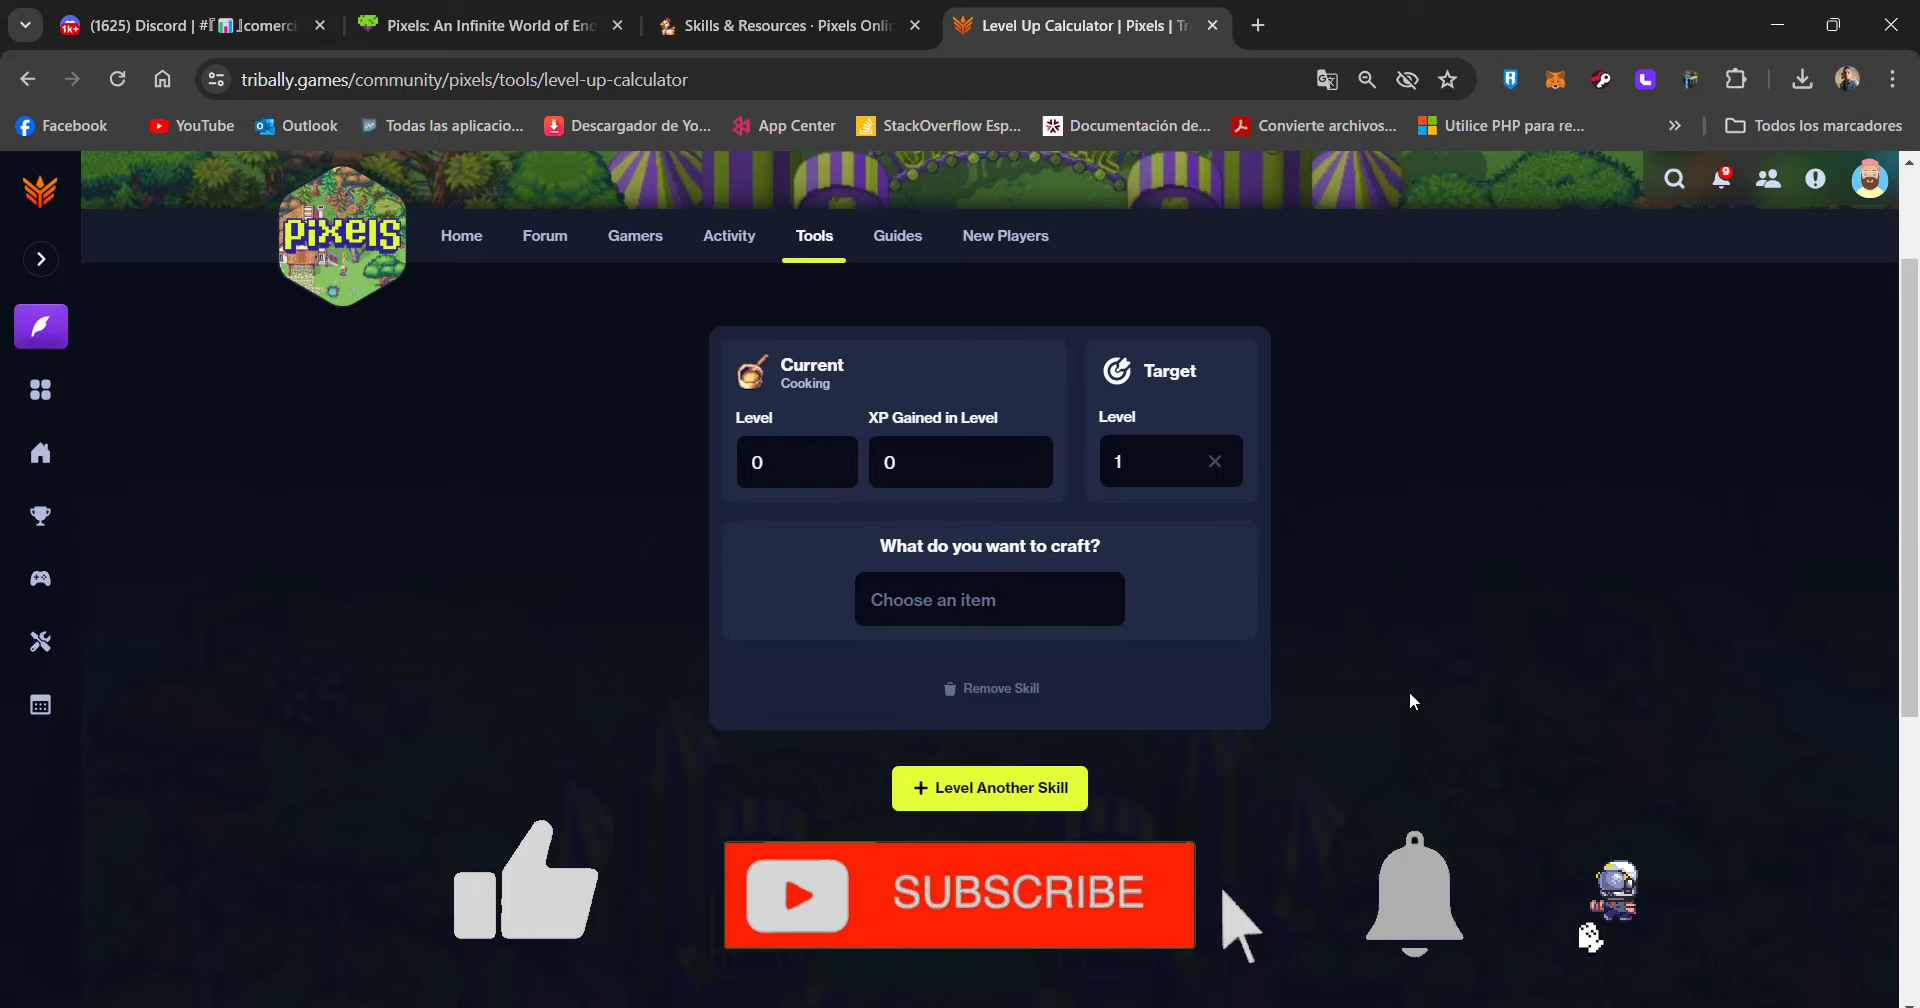 (1625) Discord | #『📊』comerci
Pixels: An Infinite World of End
Skills & Resources · Pixels Onlin
Level Up Calculator | Pixels | Tr
1K+
tribally.games/community/pixels/tools/level-up-calculator
Facebook
YouTube
Outlook
Todas las aplicacio...
Descargador de Yo...
App Center
StackOverflow Esp...
Documentación de...
Convierte archivos...
Utilice PHP para re...
Todos los marcadores
9
pixels
Home
Forum
Gamers
Activity
Tools
Guides
New Players
Current
Cooking
Target
Level
XP Gained in Level
Level
0
0
1
What do you want to craft?
Choose an item
Remove Skill
+ Level Another Skill
SUBSCRIBE